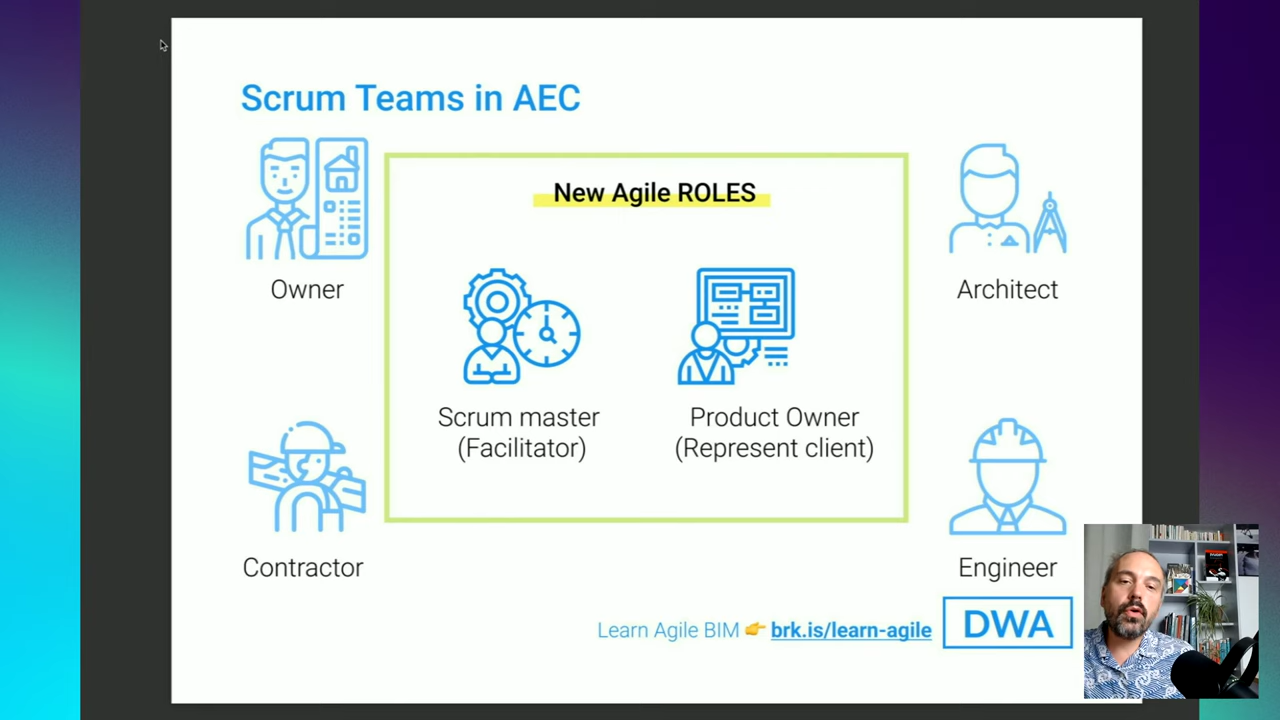 Scrum Teams in AEC
New Agile ROLES
Owner
Architect
Scrum master
(Facilitator)
Product Owner
(Represent client)
Contractor
Engineer
Learn Agile BIM 👉 brk.is/learn-agile
DWA